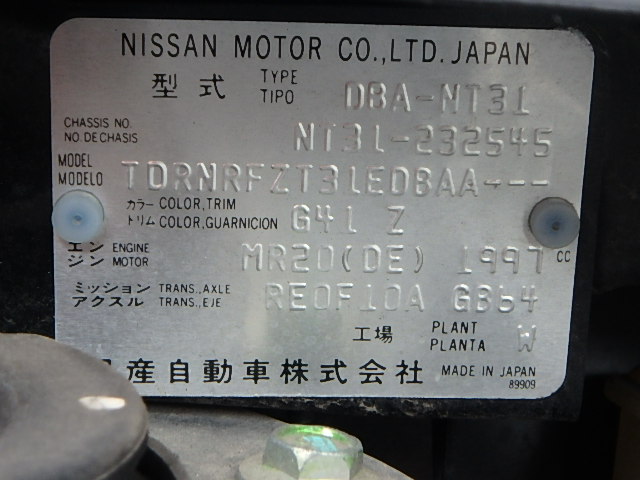 NISSAN MOTOR CO.,LTD. JAPAN
型式 TYPE TIPO DBA-NT31
CHASSIS NO. NO. DE CHASIS NT31-232545
MODEL MODELO TDRNRFZT31EDBAA---
カラー COLOR, TRIM トリム COLOR, GUARNICION G41 Z
エンジン ENGINE MOTOR MR20(DE) 1997 CC
ミッション TRANS., AXLE アクスル TRANS., EJE RE0F10A GB64
工場 PLANT PLANTA W
日産自動車株式会社 MADE IN JAPAN
89909